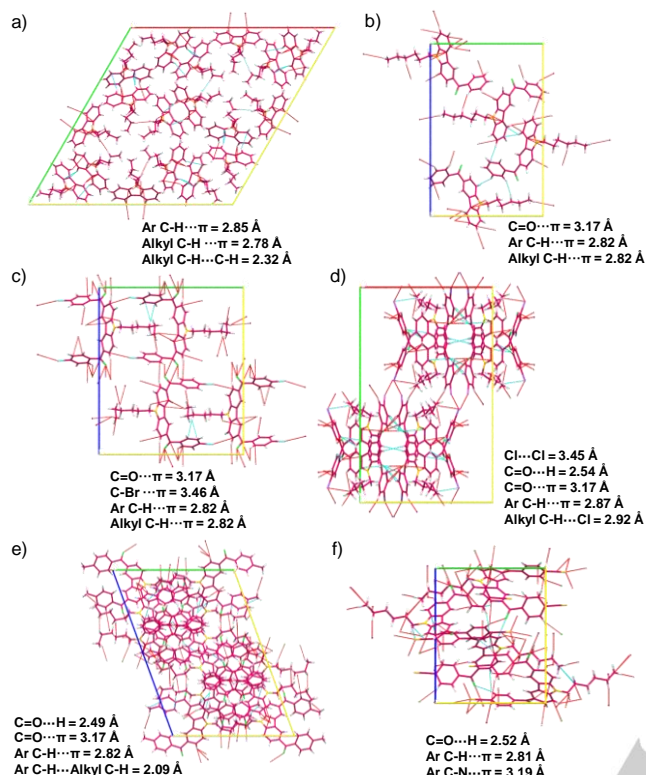 a)
b)
Ar C-H···π = 2.85 Å
Alkyl C-H ···π = 2.78 Å
Alkyl C-H···C-H = 2.32 Å
C=O···π = 3.17 Å
Ar C-H···π = 2.82 Å
Alkyl C-H···π = 2.82 Å
c)
d)
C=O···π = 3.17 Å
C-Br ···π = 3.46 Å
Ar C-H···π = 2.82 Å
Alkyl C-H···π = 2.82 Å
Cl···Cl = 3.45 Å
C=O···H = 2.54 Å
C=O···π = 3.17 Å
Ar C-H···π = 2.87 Å
Alkyl C-H···Cl = 2.92 Å
e)
f)
C=O···H = 2.49 Å
C=O···π = 3.17 Å
Ar C-H···π = 2.82 Å
Ar C-H···Alkyl C-H = 2.09 Å
C=O···H = 2.52 Å
Ar C-H···π = 2.81 Å
Ar C-N···π = 3.19 Å